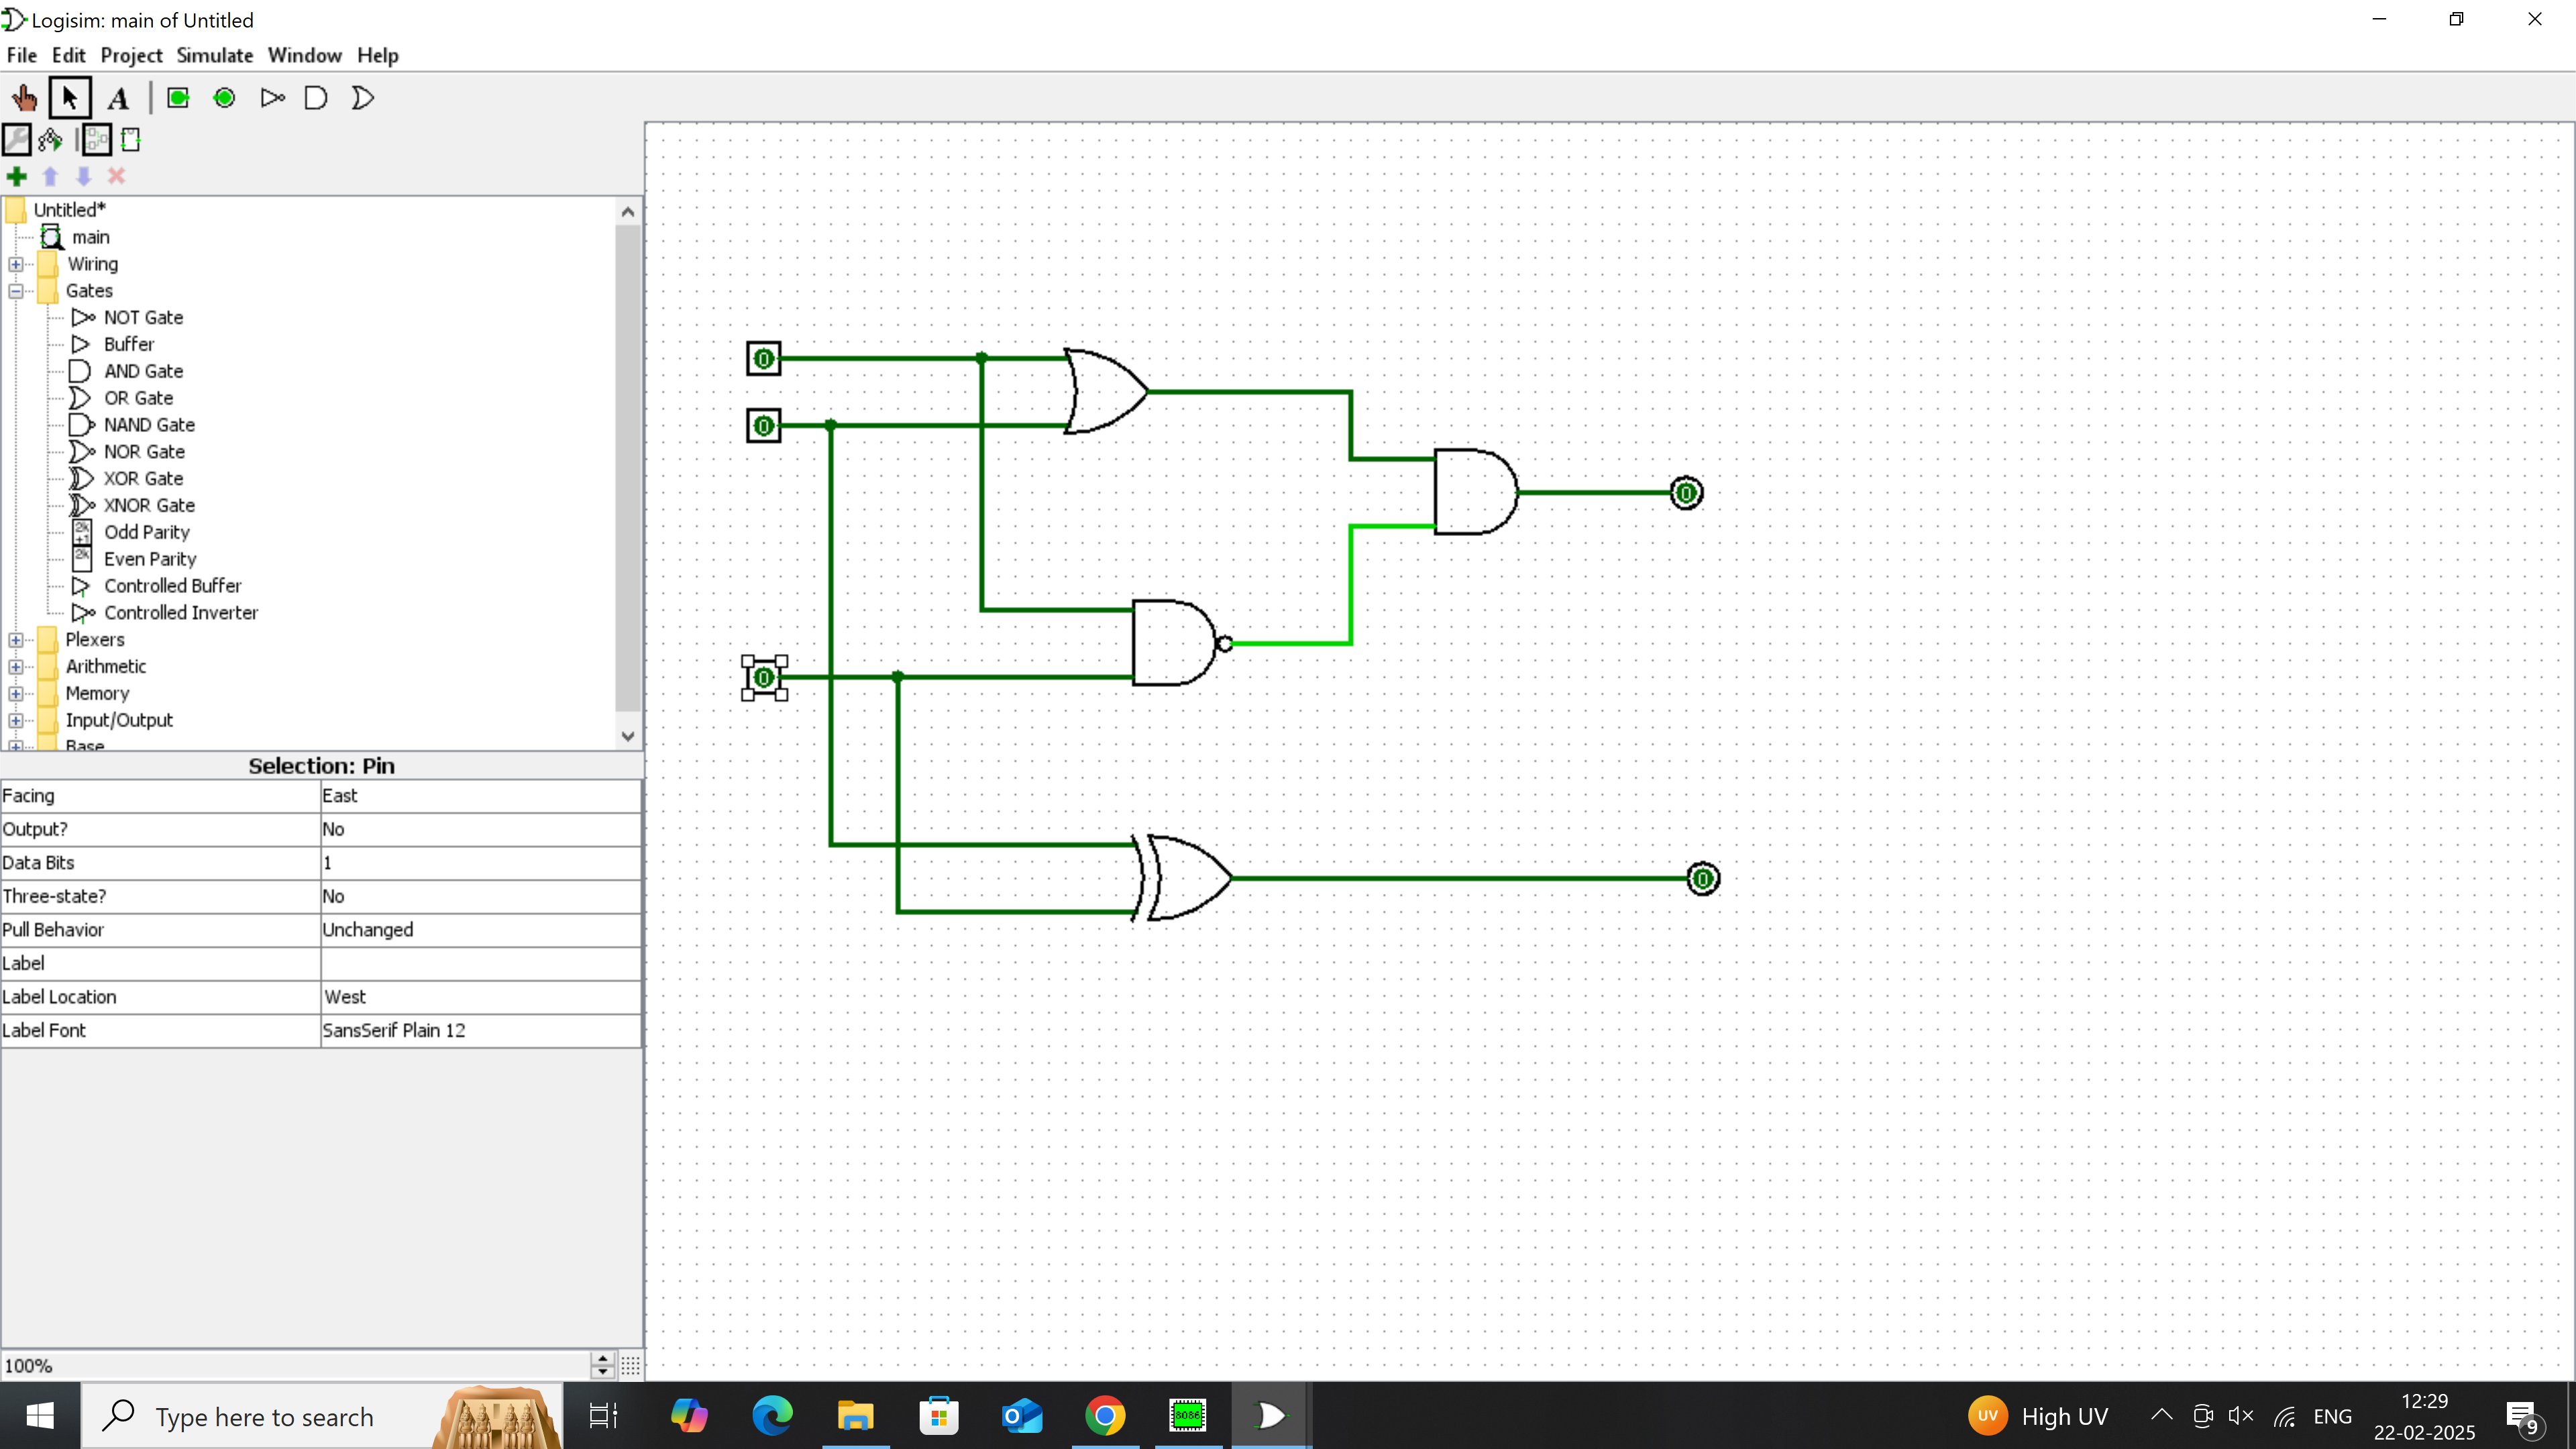 Logisim: main of Untitled
File Edit Project Simulate Window Help
A
Untitled*
main
Wiring
Gates
NOT Gate
Buffer
AND Gate
OR Gate
NAND Gate
NOR Gate
XOR Gate
XNOR Gate
2k+1 Odd Parity
2k Even Parity
Controlled Buffer
Controlled Inverter
Plexers
Arithmetic
Memory
Input/Output
Base
Selection: Pin
Facing East
Output? No
Data Bits 1
Three-state? No
Pull Behavior Unchanged
Label
Label Location West
Label Font SansSerif Plain 12
100%
0
0
0
0
0
Type here to search
8086
UV High UV
ENG
12:29
22-02-2025
9